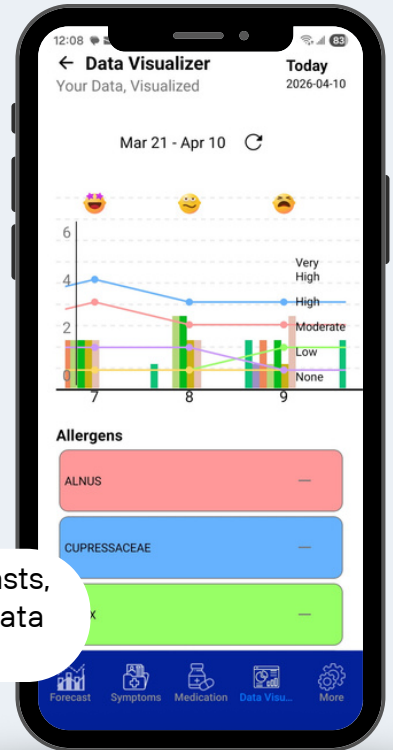 12:08
83
← Data Visualizer
Today
Your Data, Visualized
2026-04-10
Mar 21 - Apr 10
6
4
2
0
Very
High
High
Moderate
Low
None
7 8 9
Allergens
ALNUS
CUPRESSACEAE
X
asts,
ata
Forecast Symptoms Medication Data Visu... More